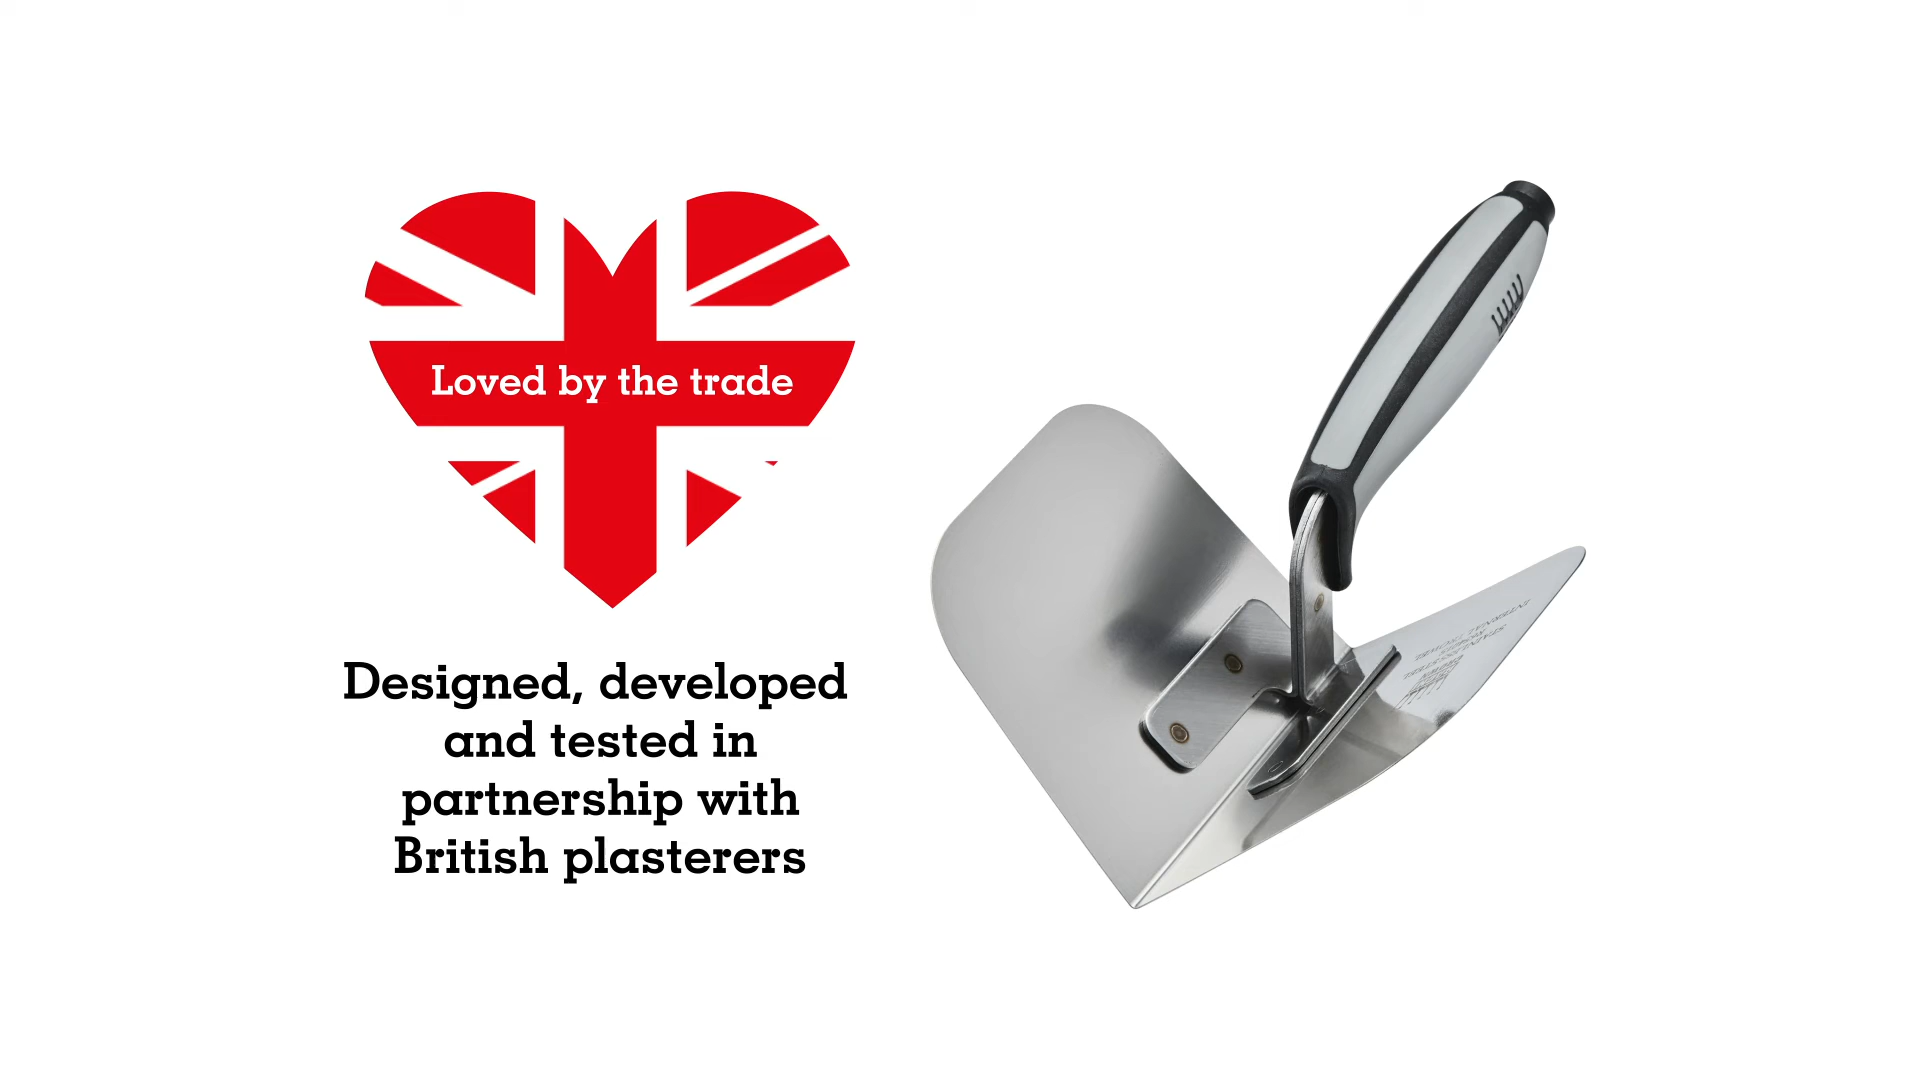 Loved by the trade
Designed, developed
and tested in
partnership with
British plasterers